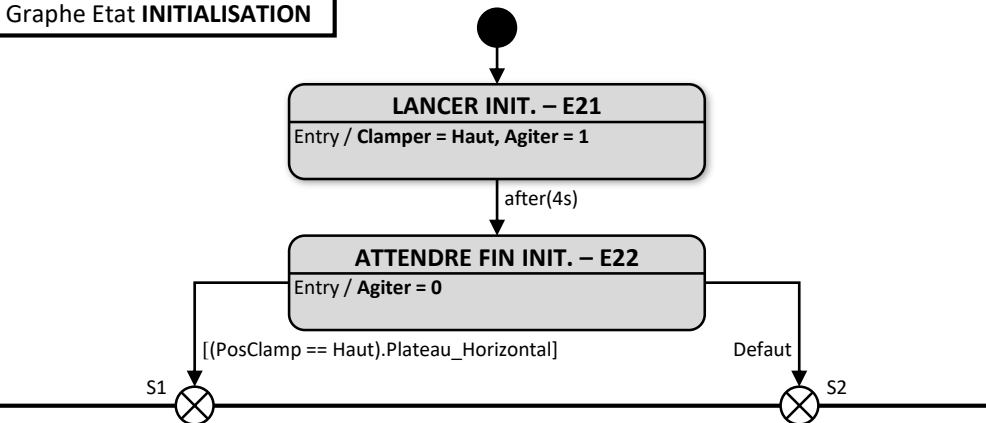 Graphe Etat INITIALISATION
LANCER INIT. – E21
Entry / Clamper = Haut, Agiter = 1
after(4s)
ATTENDRE FIN INIT. – E22
Entry / Agiter = 0
[(PosClamp == Haut).Plateau_Horizontal]
Defaut
S1
S2